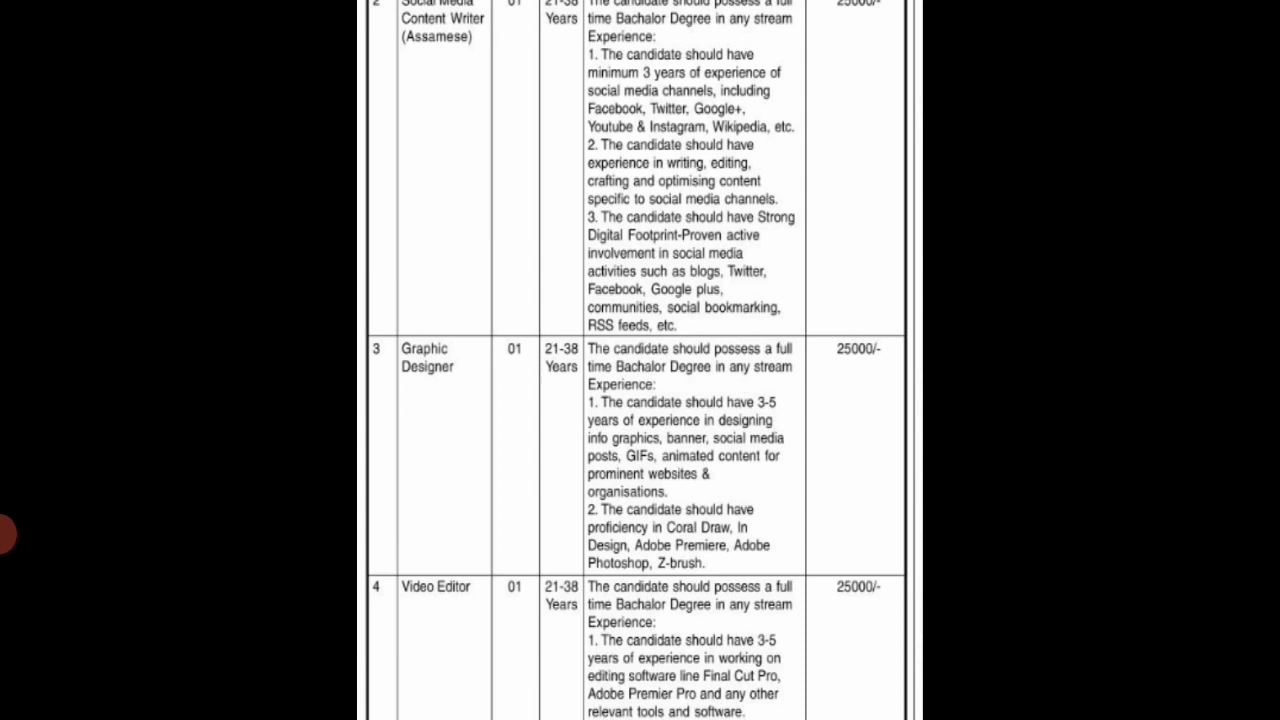 2 Social Media 01 21-38 The candidate should possess a full 25000/-
Content Writer Years time Bachalor Degree in any stream
(Assamese) Experience:
1. The candidate should have
minimum 3 years of experience of
social media channels, including
Facebook, Twitter, Google+,
Youtube & Instagram, Wikipedia, etc.
2. The candidate should have
experience in writing, editing,
crafting and optimising content
specific to social media channels.
3. The candidate should have Strong
Digital Footprint-Proven active
involvement in social media
activities such as blogs, Twitter,
Facebook, Google plus,
communities, social bookmarking,
RSS feeds, etc.
3 Graphic 01 21-38 The candidate should possess a full 25000/-
Designer Years time Bachalor Degree in any stream
Experience:
1. The candidate should have 3-5
years of experience in designing
info graphics, banner, social media
posts, GIFs, animated content for
prominent websites &
organisations.
2. The candidate should have
proficiency in Coral Draw, In
Design, Adobe Premiere, Adobe
Photoshop, Z-brush.
4 Video Editor 01 21-38 The candidate should possess a full 25000/-
Years time Bachalor Degree in any stream
Experience:
1. The candidate should have 3-5
years of experience in working on
editing software line Final Cut Pro,
Adobe Premier Pro and any other
relevant tools and software.